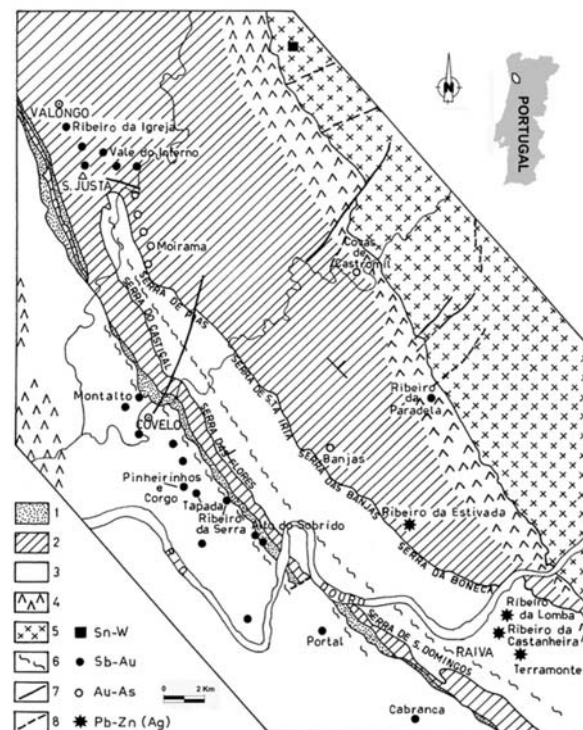 PORTUGAL
VALONGO
Ribeiro da Igreja
Vale do Inferno
S. JUSTA
Moirama
Covas
de
Castromil
SERRA DE PIAS
SERRA DO CASTIÇAL
SERRA DE STA IRIA
Ribeiro
da
Paradela
Montalto
COVELO
SERRA DAS FLORES
Banjas
SERRA DAS BANJAS
Pinheirinhos
e
Corgo
Tapada
Ribeiro
da Serra
Alto do Sobrido
Ribeiro da Estivada
SERRA DA BONECA
RIO
DOURO
SERRA DE S. DOMINGOS
Ribeiro
da Lomba
Ribeiro da
Castanheira
RAIVA
Terramonte
Portal
Cabranca
1
2
3
4
5
6
7
8
Sn-W
Sb-Au
Au-As
Pb-Zn (Ag)
0 2 Km